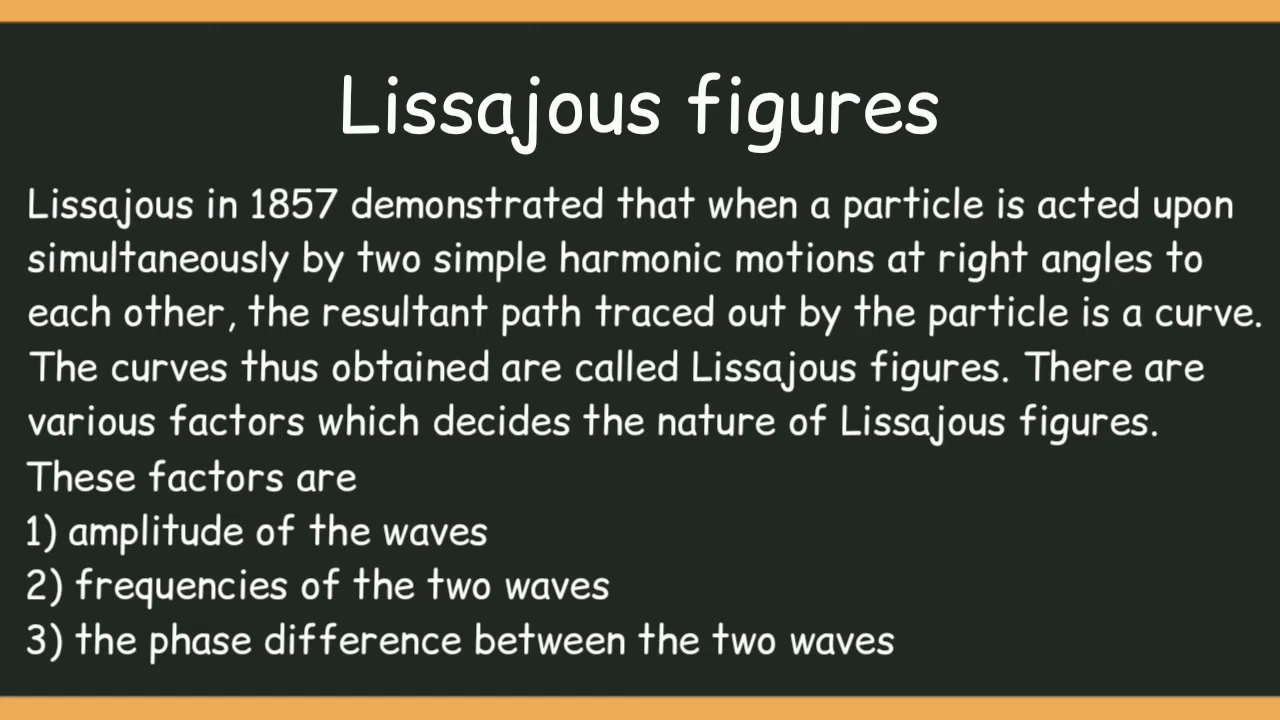 Lissajous figures
Lissajous in 1857 demonstrated that when a particle is acted upon
simultaneously by two simple harmonic motions at right angles to
each other, the resultant path traced out by the particle is a curve.
The curves thus obtained are called Lissajous figures. There are
various factors which decides the nature of Lissajous figures.
These factors are
1) amplitude of the waves
2) frequencies of the two waves
3) the phase difference between the two waves